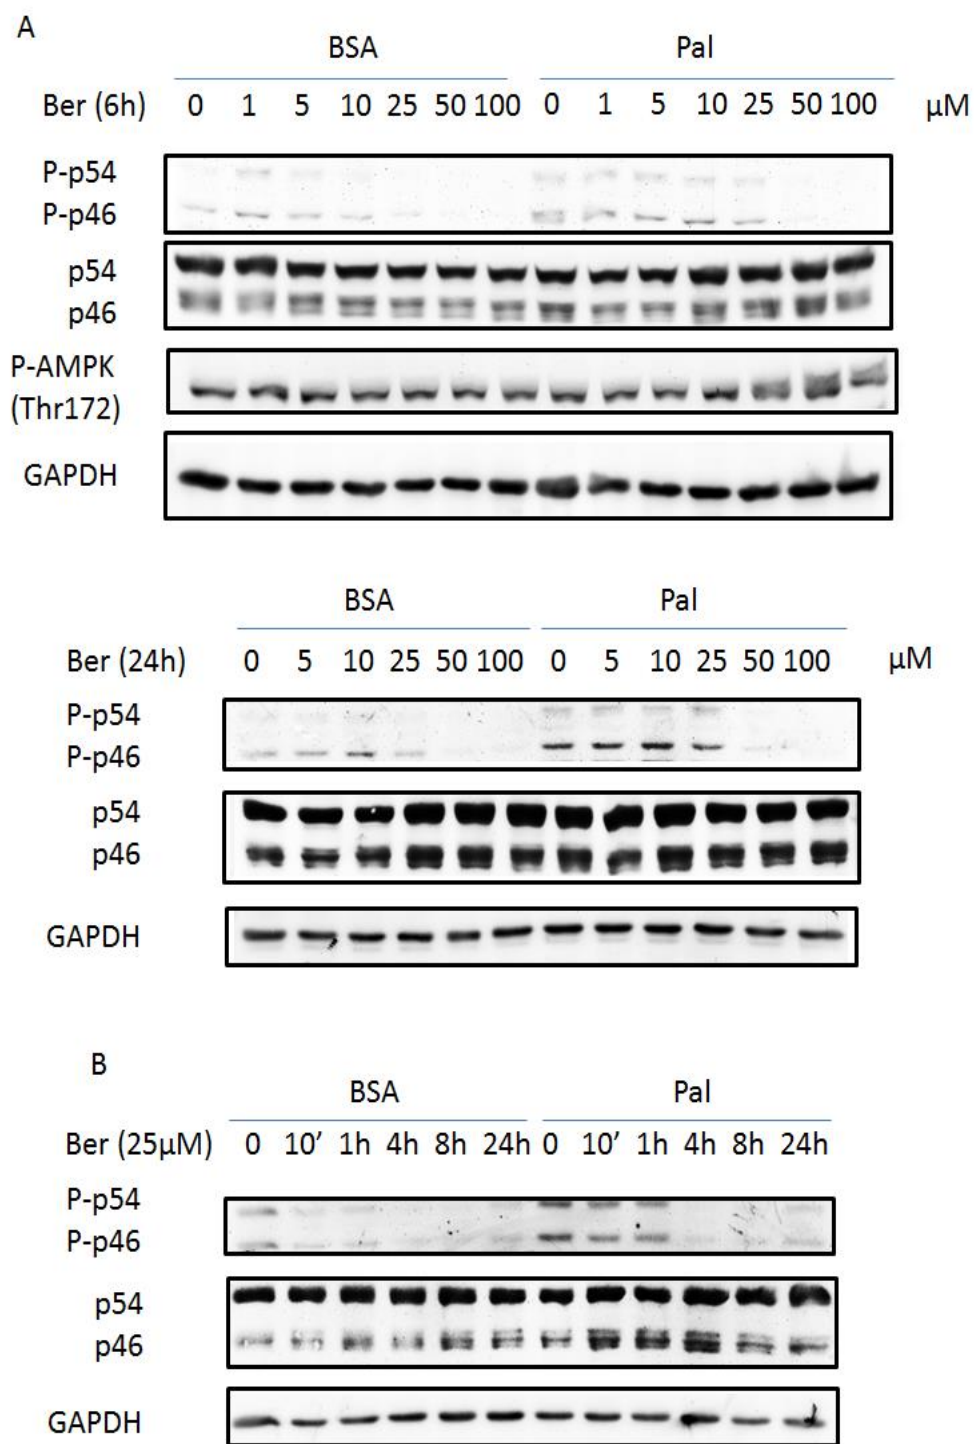 A
BSA Pal
Ber (6h) 0 1 5 10 25 50 100 0 1 5 10 25 50 100 μM
P-p54
P-p46
p54
p46
P-AMPK
(Thr172)
GAPDH
BSA Pal
Ber (24h) 0 5 10 25 50 100 0 5 10 25 50 100 μM
P-p54
P-p46
p54
p46
GAPDH
B
BSA Pal
Ber (25μM) 0 10’ 1h 4h 8h 24h 0 10’ 1h 4h 8h 24h
P-p54
P-p46
p54
p46
GAPDH